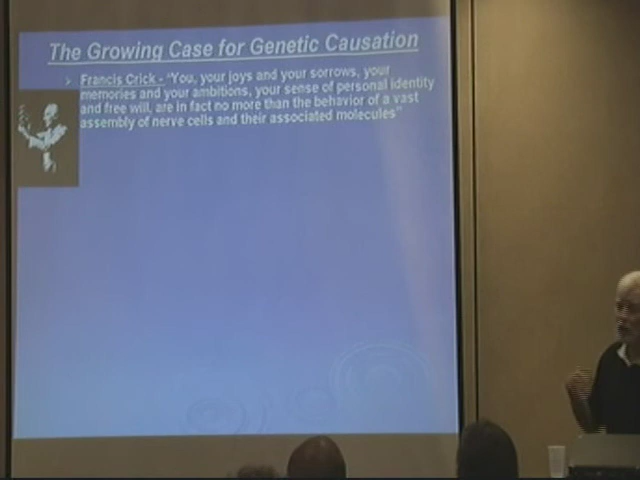 The Growing Case for Genetic Causation
Francis Crick - "You, your joys and your sorrows, your
memories and your ambitions, your sense of personal identity
and free will, are in fact no more than the behavior of a vast
assembly of nerve cells and their associated molecules"